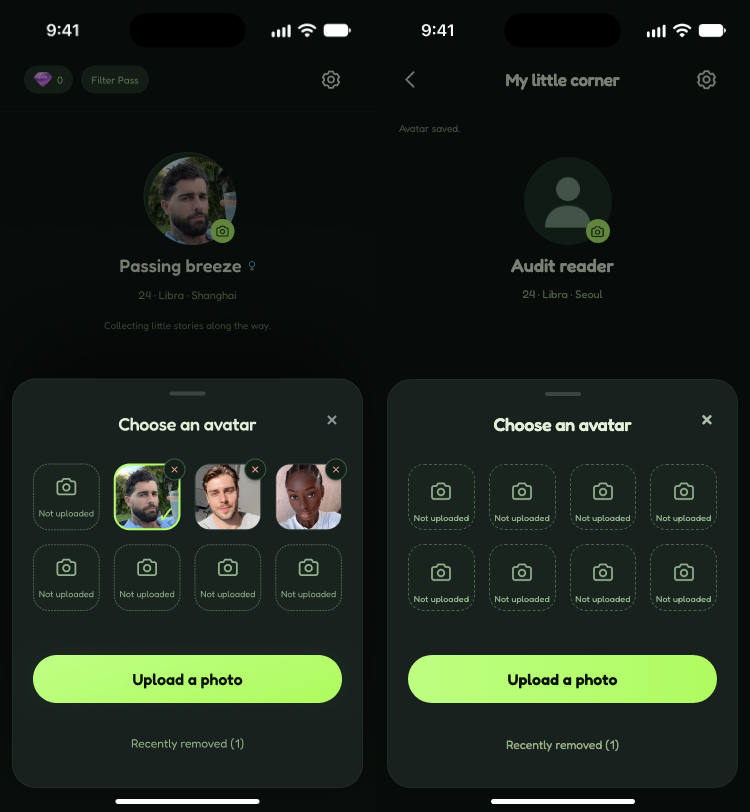 9:41
0
Filter Pass
Passing breeze
24 · Libra · Shanghai
Collecting little stories along the way.
Choose an avatar
Not uploaded
Not uploaded
Not uploaded
Not uploaded
Not uploaded
Upload a photo
Recently removed (1)
9:41
My little corner
Avatar saved.
Audit reader
24 · Libra · Seoul
Choose an avatar
Not uploaded
Not uploaded
Not uploaded
Not uploaded
Not uploaded
Not uploaded
Not uploaded
Not uploaded
Upload a photo
Recently removed (1)